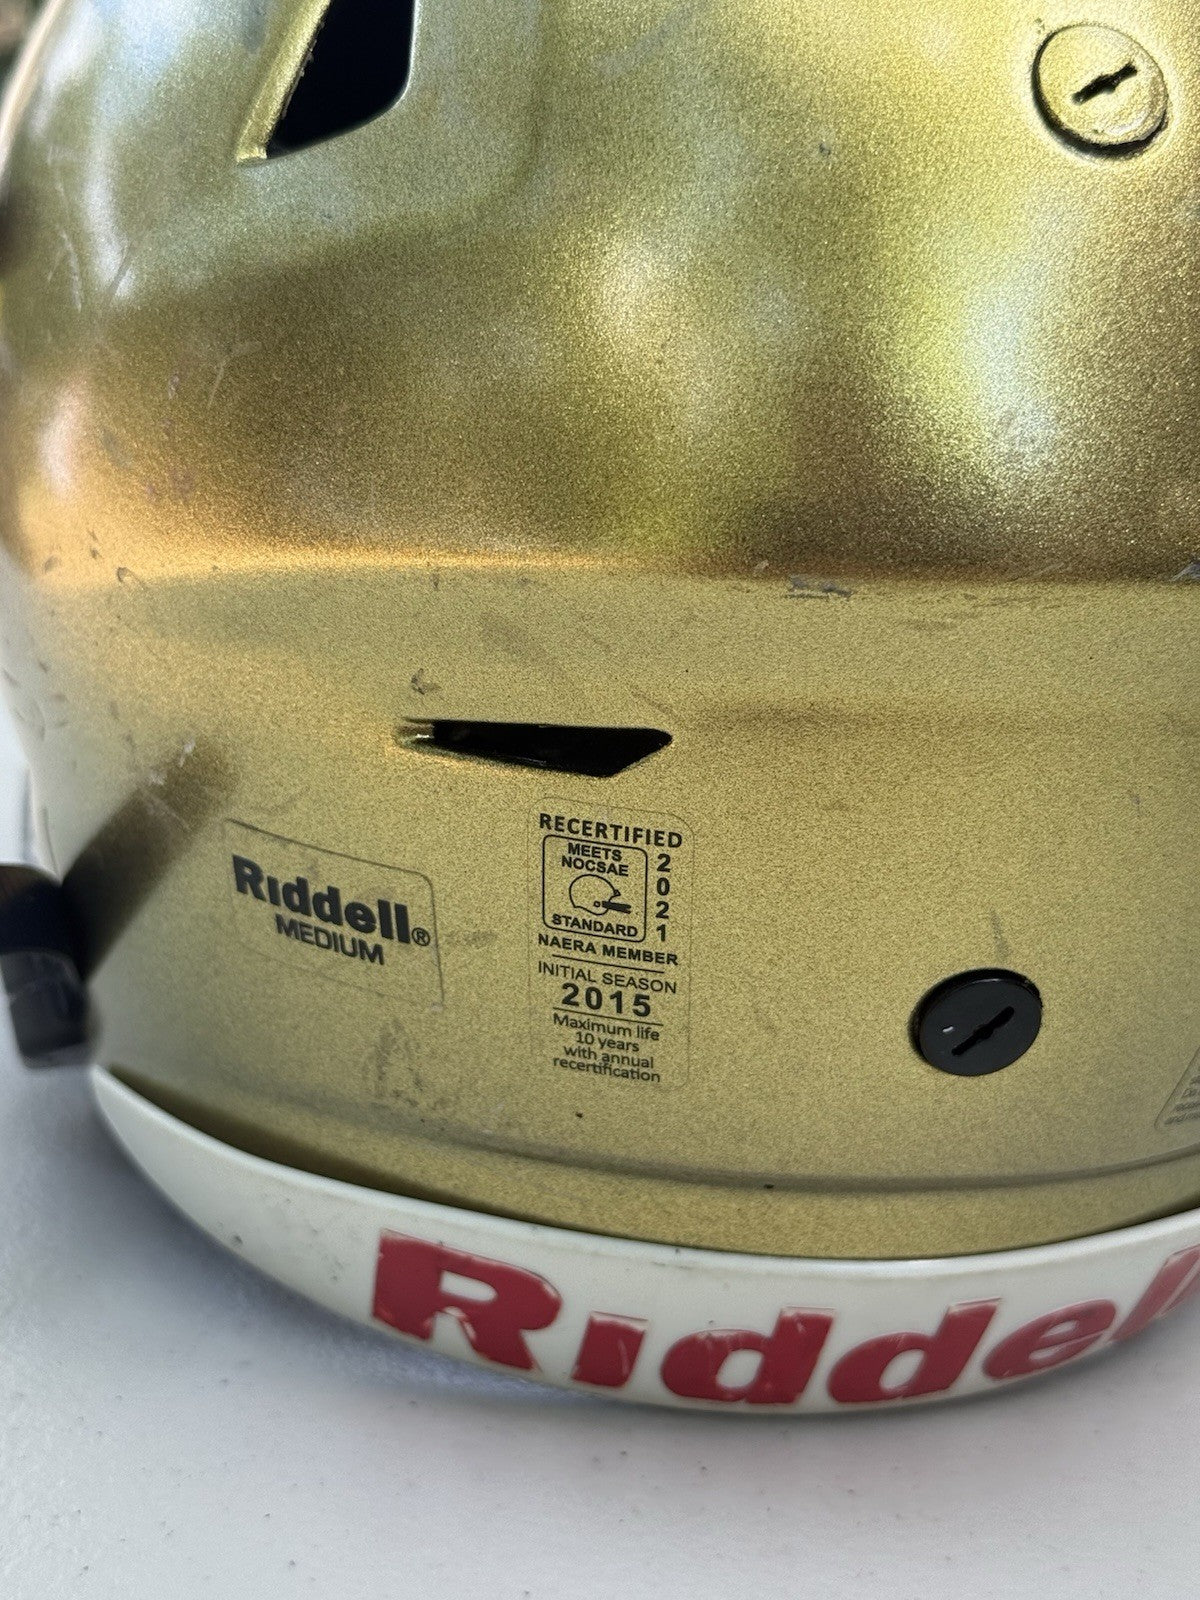 Riddell®
MEDIUM
RECERTIFIED
MEETS
NOCSAE
STANDARD
2
0
2
1
NAERA MEMBER
INITIAL SEASON
2015
Maximum life
10 years
with annual
recertification
Riddell